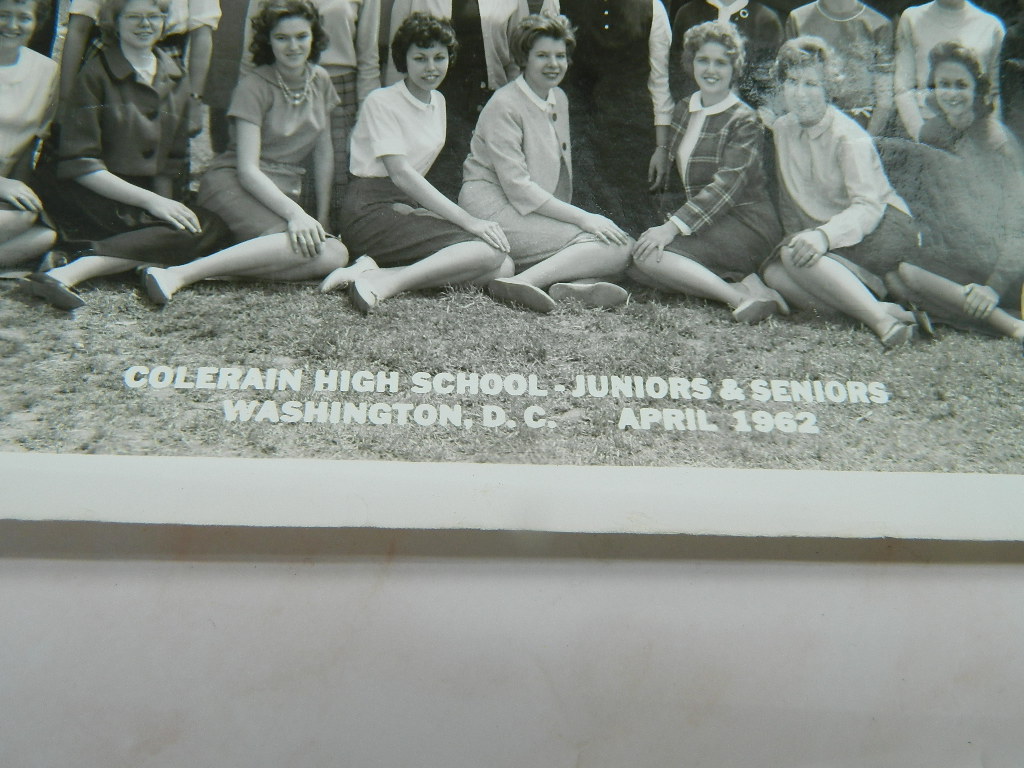 COLERAIN HIGH SCHOOL - JUNIORS & SENIORS
WASHINGTON, D. C. APRIL 1962